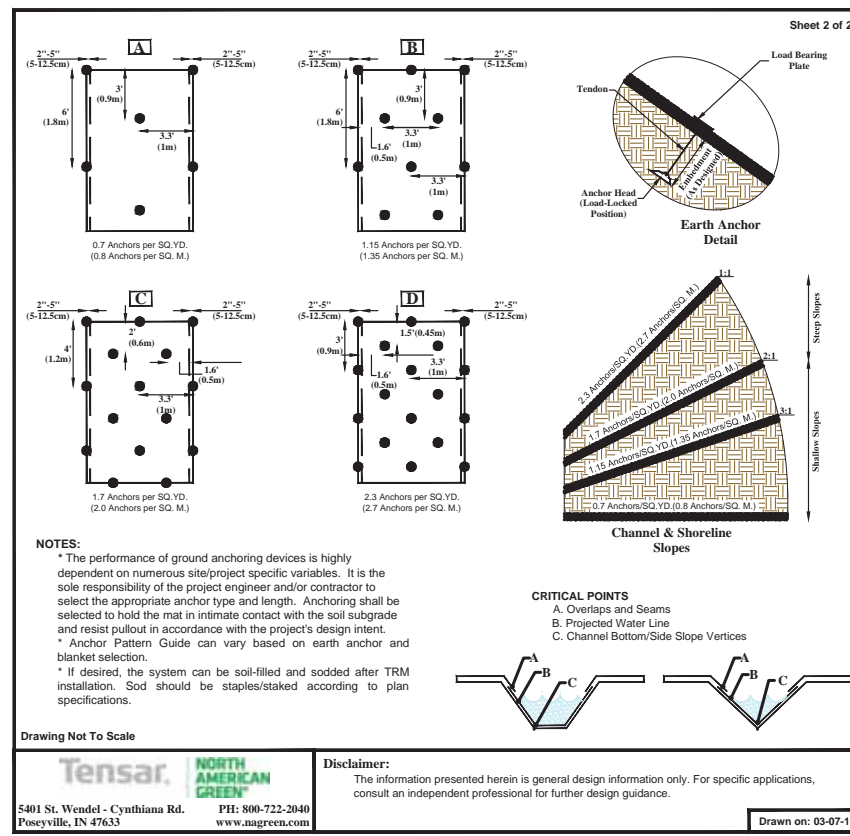 Sheet 2 of 2
A
2"-5"
(5-12.5cm)
2"-5"
(5-12.5cm)
3'
(0.9m)
6'
(1.8m)
3.3'
(1m)
0.7 Anchors per SQ.YD.
(0.8 Anchors per SQ. M.)
B
2"-5"
(5-12.5cm)
2"-5"
(5-12.5cm)
3'
(0.9m)
6'
(1.8m)
3.3'
(1m)
1.6'
(0.5m)
3.3'
(1m)
1.15 Anchors per SQ.YD.
(1.35 Anchors per SQ. M.)
Load Bearing
Plate
Tendon
Embedment
(As Designed)
Anchor Head
(Load-Locked
Position)
Earth Anchor
Detail
C
2"-5"
(5-12.5cm)
2"-5"
(5-12.5cm)
2'
(0.6m)
4'
(1.2m)
1.6'
(0.5m)
3.3'
(1m)
1.7 Anchors per SQ.YD.
(2.0 Anchors per SQ. M.)
D
2"-5"
(5-12.5cm)
2"-5"
(5-12.5cm)
1.5'(0.45m)
3'
(0.9m)
3.3'
(1m)
1.6'
(0.5m)
2.3 Anchors per SQ.YD.
(2.7 Anchors per SQ. M.)
1:1
2.3 Anchors/SQ.YD.(2.7 Anchors/SQ. M.)
2:1
1.7 Anchors/SQ.YD.(2.0 Anchors/SQ. M.)
3:1
1.15 Anchors/SQ.YD.(1.35 Anchors/SQ. M.)
0.7 Anchors/SQ.YD.(0.8 Anchors/SQ. M.)
Steep Slopes
Shallow Slopes
Channel & Shoreline
Slopes
NOTES:
* The performance of ground anchoring devices is highly
dependent on numerous site/project specific variables. It is the
sole responsibility of the project engineer and/or contractor to
select the appropriate anchor type and length. Anchoring shall be
selected to hold the mat in intimate contact with the soil subgrade
and resist pullout in accordance with the project's design intent.
* Anchor Pattern Guide can vary based on earth anchor and
blanket selection.
* If desired, the system can be soil-filled and sodded after TRM
installation. Sod should be staples/staked according to plan
specifications.
CRITICAL POINTS
A. Overlaps and Seams
B. Projected Water Line
C. Channel Bottom/Side Slope Vertices
A
B
C
A
B
C
Drawing Not To Scale
Tensar.
NORTH
AMERICAN
GREEN®
5401 St. Wendel - Cynthiana Rd. PH: 800-722-2040
Poseyville, IN 47633 www.nagreen.com
Disclaimer:
The information presented herein is general design information only. For specific applications,
consult an independent professional for further design guidance.
Drawn on: 03-07-1